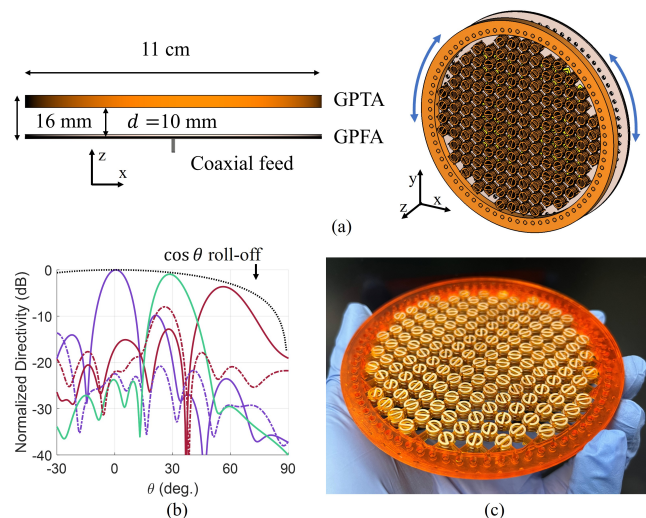 11 cm
GPTA
16 mm
d =10 mm
GPFA
Coaxial feed
z
x
y
x
z
(a)
cos θ roll-off
Normalized Directivity (dB)
0
-10
-20
-30
-40
-30
0
30
60
90
θ (deg.)
(b)
(c)